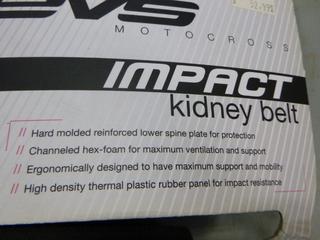 MOTOCROSS
IMPACT
kidney belt
// Hard molded reinforced lower spine plate for protection
// Channeled hex-foam for maximum ventilation and support
// Ergonomically designed to have maximum support and mobility
// High density thermal plastic rubber panel for impact resistance